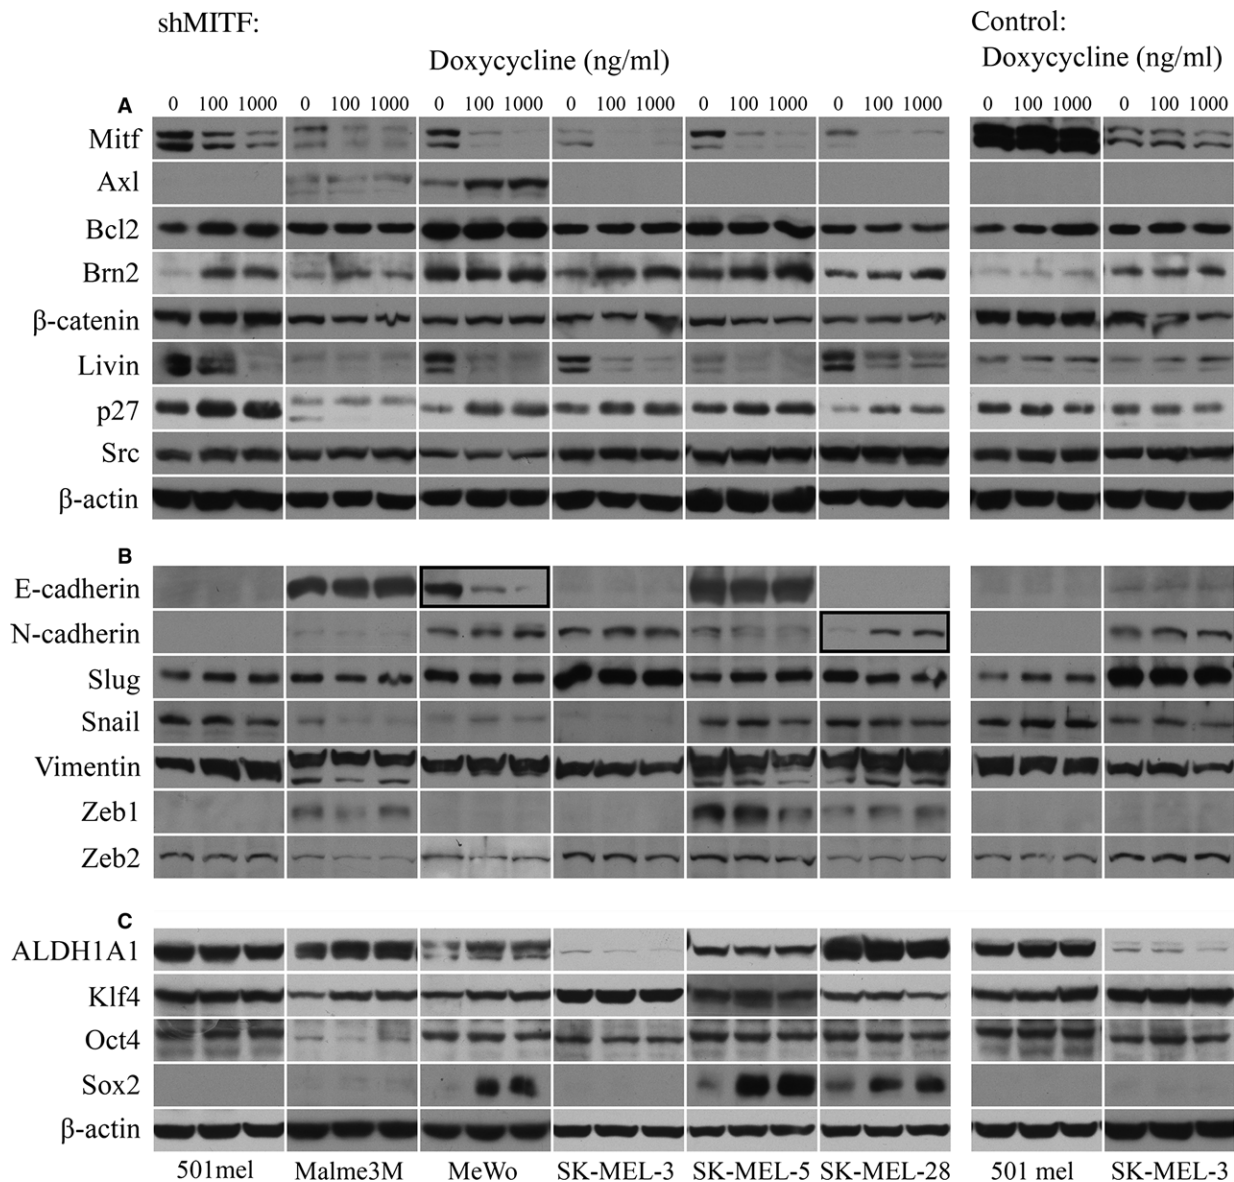 shMITF:
Control:
Doxycycline (ng/ml)
Doxycycline (ng/ml)
A 0 100 1000 0 100 1000 0 100 1000 0 100 1000 0 100 1000 0 100 1000 0 100 1000 0 100 1000
Mitf
Axl
Bcl2
Brn2
β-catenin
Livin
p27
Src
β-actin
B
E-cadherin
N-cadherin
Slug
Snail
Vimentin
Zeb1
Zeb2
C
ALDH1A1
Klf4
Oct4
Sox2
β-actin
501mel Malme3M MeWo SK-MEL-3 SK-MEL-5 SK-MEL-28 501 mel SK-MEL-3